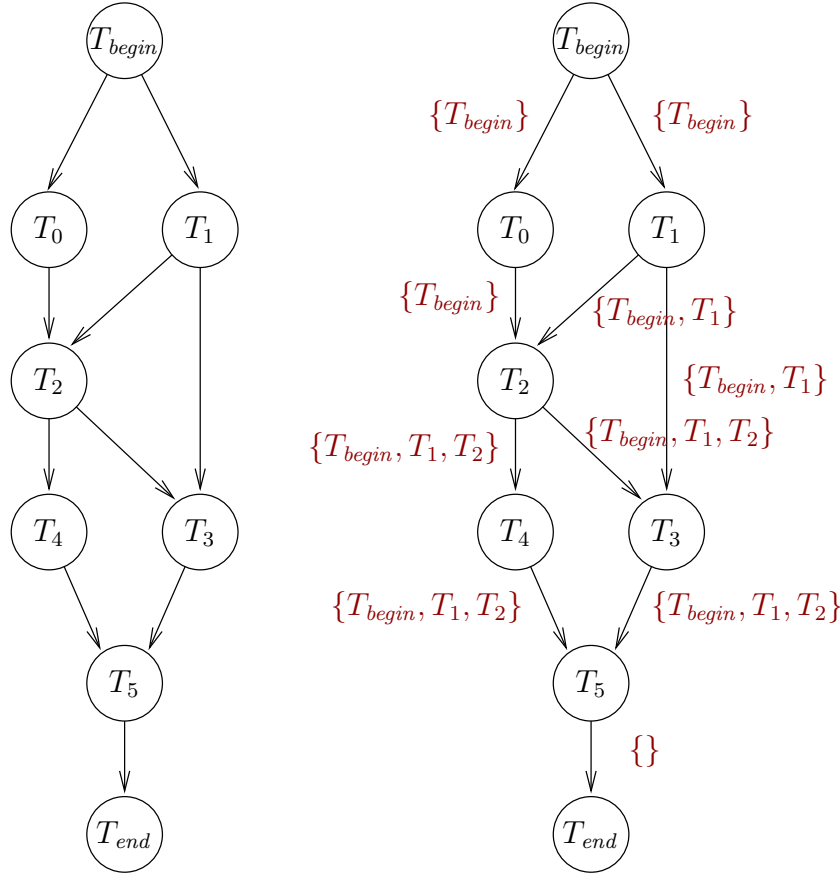 T_begin T_begin
{T_begin} {T_begin}
T_0 T_1 T_0 T_1
{T_begin} {T_begin, T_1}
T_2 T_2 {T_begin, T_1}
{T_begin, T_1, T_2} {T_begin, T_1, T_2}
T_4 T_3 T_4 T_3
{T_begin, T_1, T_2} {T_begin, T_1, T_2}
T_5 T_5
{}
T_end T_end